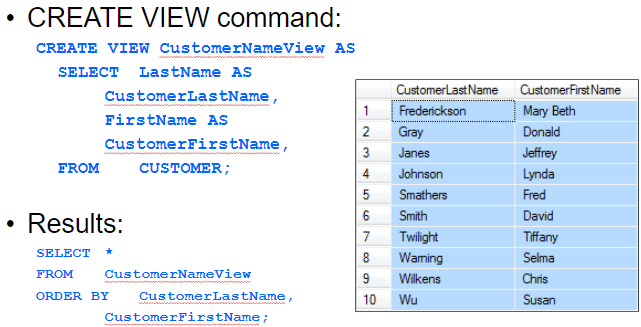 • CREATE VIEW command:
CREATE VIEW CustomerNameView AS
SELECT LastName AS
CustomerLastName,
FirstName AS
CustomerFirstName,
FROM CUSTOMER;
CustomerLastName CustomerFirstName
1 Frederickson Mary Beth
2 Gray Donald
3 Janes Jeffrey
4 Johnson Lynda
5 Smathers Fred
6 Smith David
7 Twilight Tiffany
8 Warning Selma
9 Wilkens Chris
10 Wu Susan
• Results:
SELECT *
FROM CustomerNameView
ORDER BY CustomerLastName,
CustomerFirstName;